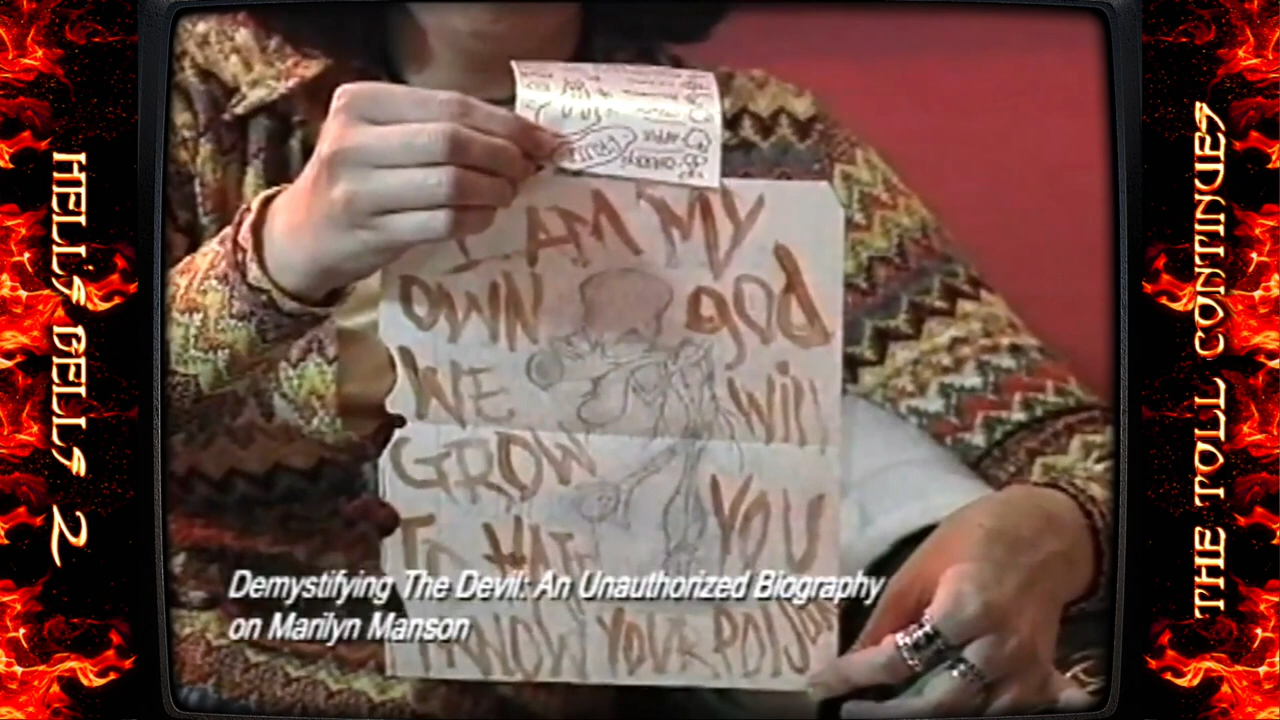 HELL'S BELLS 2
I AM MY
OWN god
WE will
GROW
TO HATE YOU
I KNOW YOUR POISON
Demystifying The Devil: An Unauthorized Biography
on Marilyn Manson
THE TOLL CONTINUES